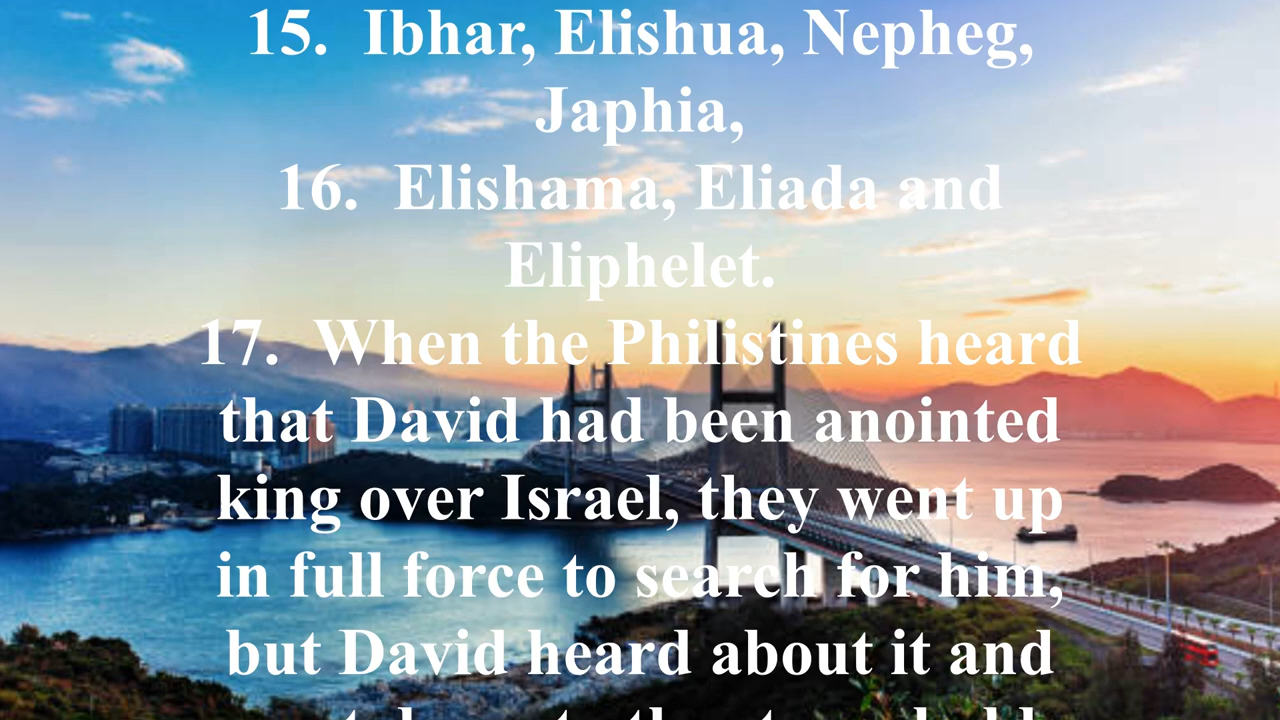 15. Ibhar, Elishua, Nepheg,
Japhia,
16. Elishama, Eliada and
Eliphelet.
17. When the Philistines heard
that David had been anointed
king over Israel, they went up
in full force to search for him,
but David heard about it and